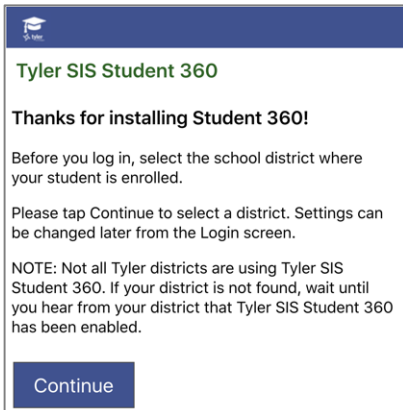 tyler
Tyler SIS Student 360
Thanks for installing Student 360!
Before you log in, select the school district where
your student is enrolled.
Please tap Continue to select a district. Settings can
be changed later from the Login screen.
NOTE: Not all Tyler districts are using Tyler SIS
Student 360. If your district is not found, wait until
you hear from your district that Tyler SIS Student 360
has been enabled.
Continue